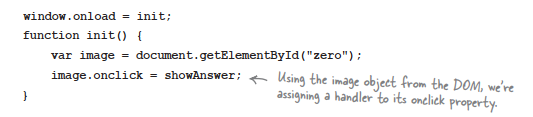 window.onload = init;
function init() {
    var image = document.getElementById("zero");
    image.onclick = showAnswer;
Using the image object from the DOM, we're
assigning a handler to its onclick property.
}